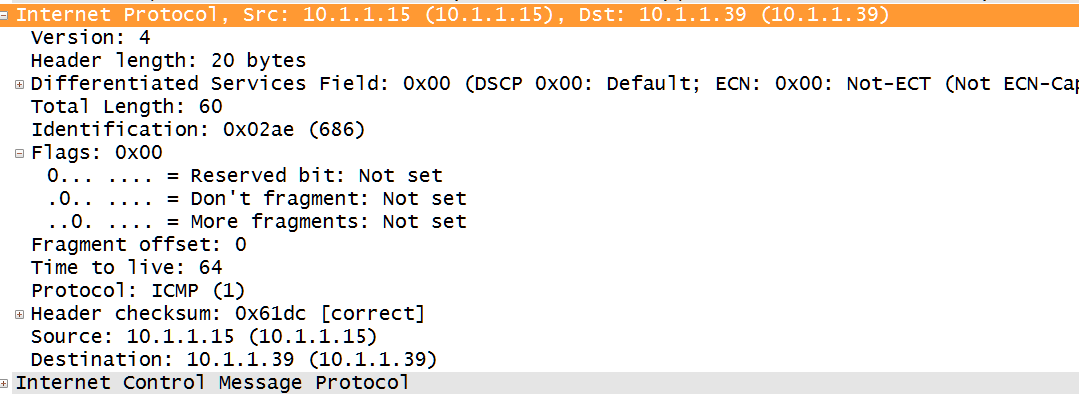 Internet Protocol, Src: 10.1.1.15 (10.1.1.15), Dst: 10.1.1.39 (10.1.1.39)
Version: 4
Header length: 20 bytes
Differentiated Services Field: 0x00 (DSCP 0x00: Default; ECN: 0x00: Not-ECT (Not ECN-Cap
Total Length: 60
Identification: 0x02ae (686)
Flags: 0x00
0... .... = Reserved bit: Not set
.0.. .... = Don't fragment: Not set
..0. .... = More fragments: Not set
Fragment offset: 0
Time to live: 64
Protocol: ICMP (1)
Header checksum: 0x61dc [correct]
Source: 10.1.1.15 (10.1.1.15)
Destination: 10.1.1.39 (10.1.1.39)
Internet Control Message Protocol